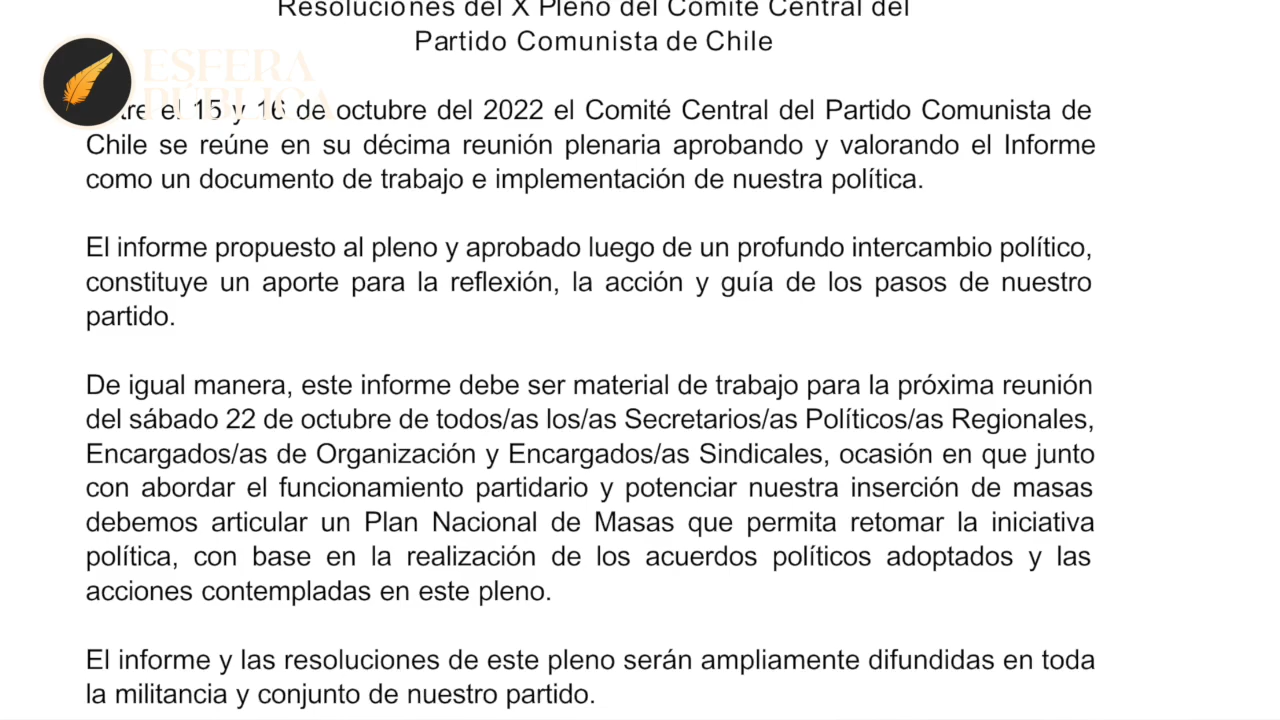 Resoluciones del X Pleno del Comité Central del
Partido Comunista de Chile
ESFERA
PÚBLICA
Entre el 15 y 16 de octubre del 2022 el Comité Central del Partido Comunista de
Chile se reúne en su décima reunión plenaria aprobando y valorando el Informe
como un documento de trabajo e implementación de nuestra política.
El informe propuesto al pleno y aprobado luego de un profundo intercambio político,
constituye un aporte para la reflexión, la acción y guía de los pasos de nuestro
partido.
De igual manera, este informe debe ser material de trabajo para la próxima reunión
del sábado 22 de octubre de todos/as los/as Secretarios/as Políticos/as Regionales,
Encargados/as de Organización y Encargados/as Sindicales, ocasión en que junto
con abordar el funcionamiento partidario y potenciar nuestra inserción de masas
debemos articular un Plan Nacional de Masas que permita retomar la iniciativa
política, con base en la realización de los acuerdos políticos adoptados y las
acciones contempladas en este pleno.
El informe y las resoluciones de este pleno serán ampliamente difundidas en toda
la militancia y conjunto de nuestro partido.